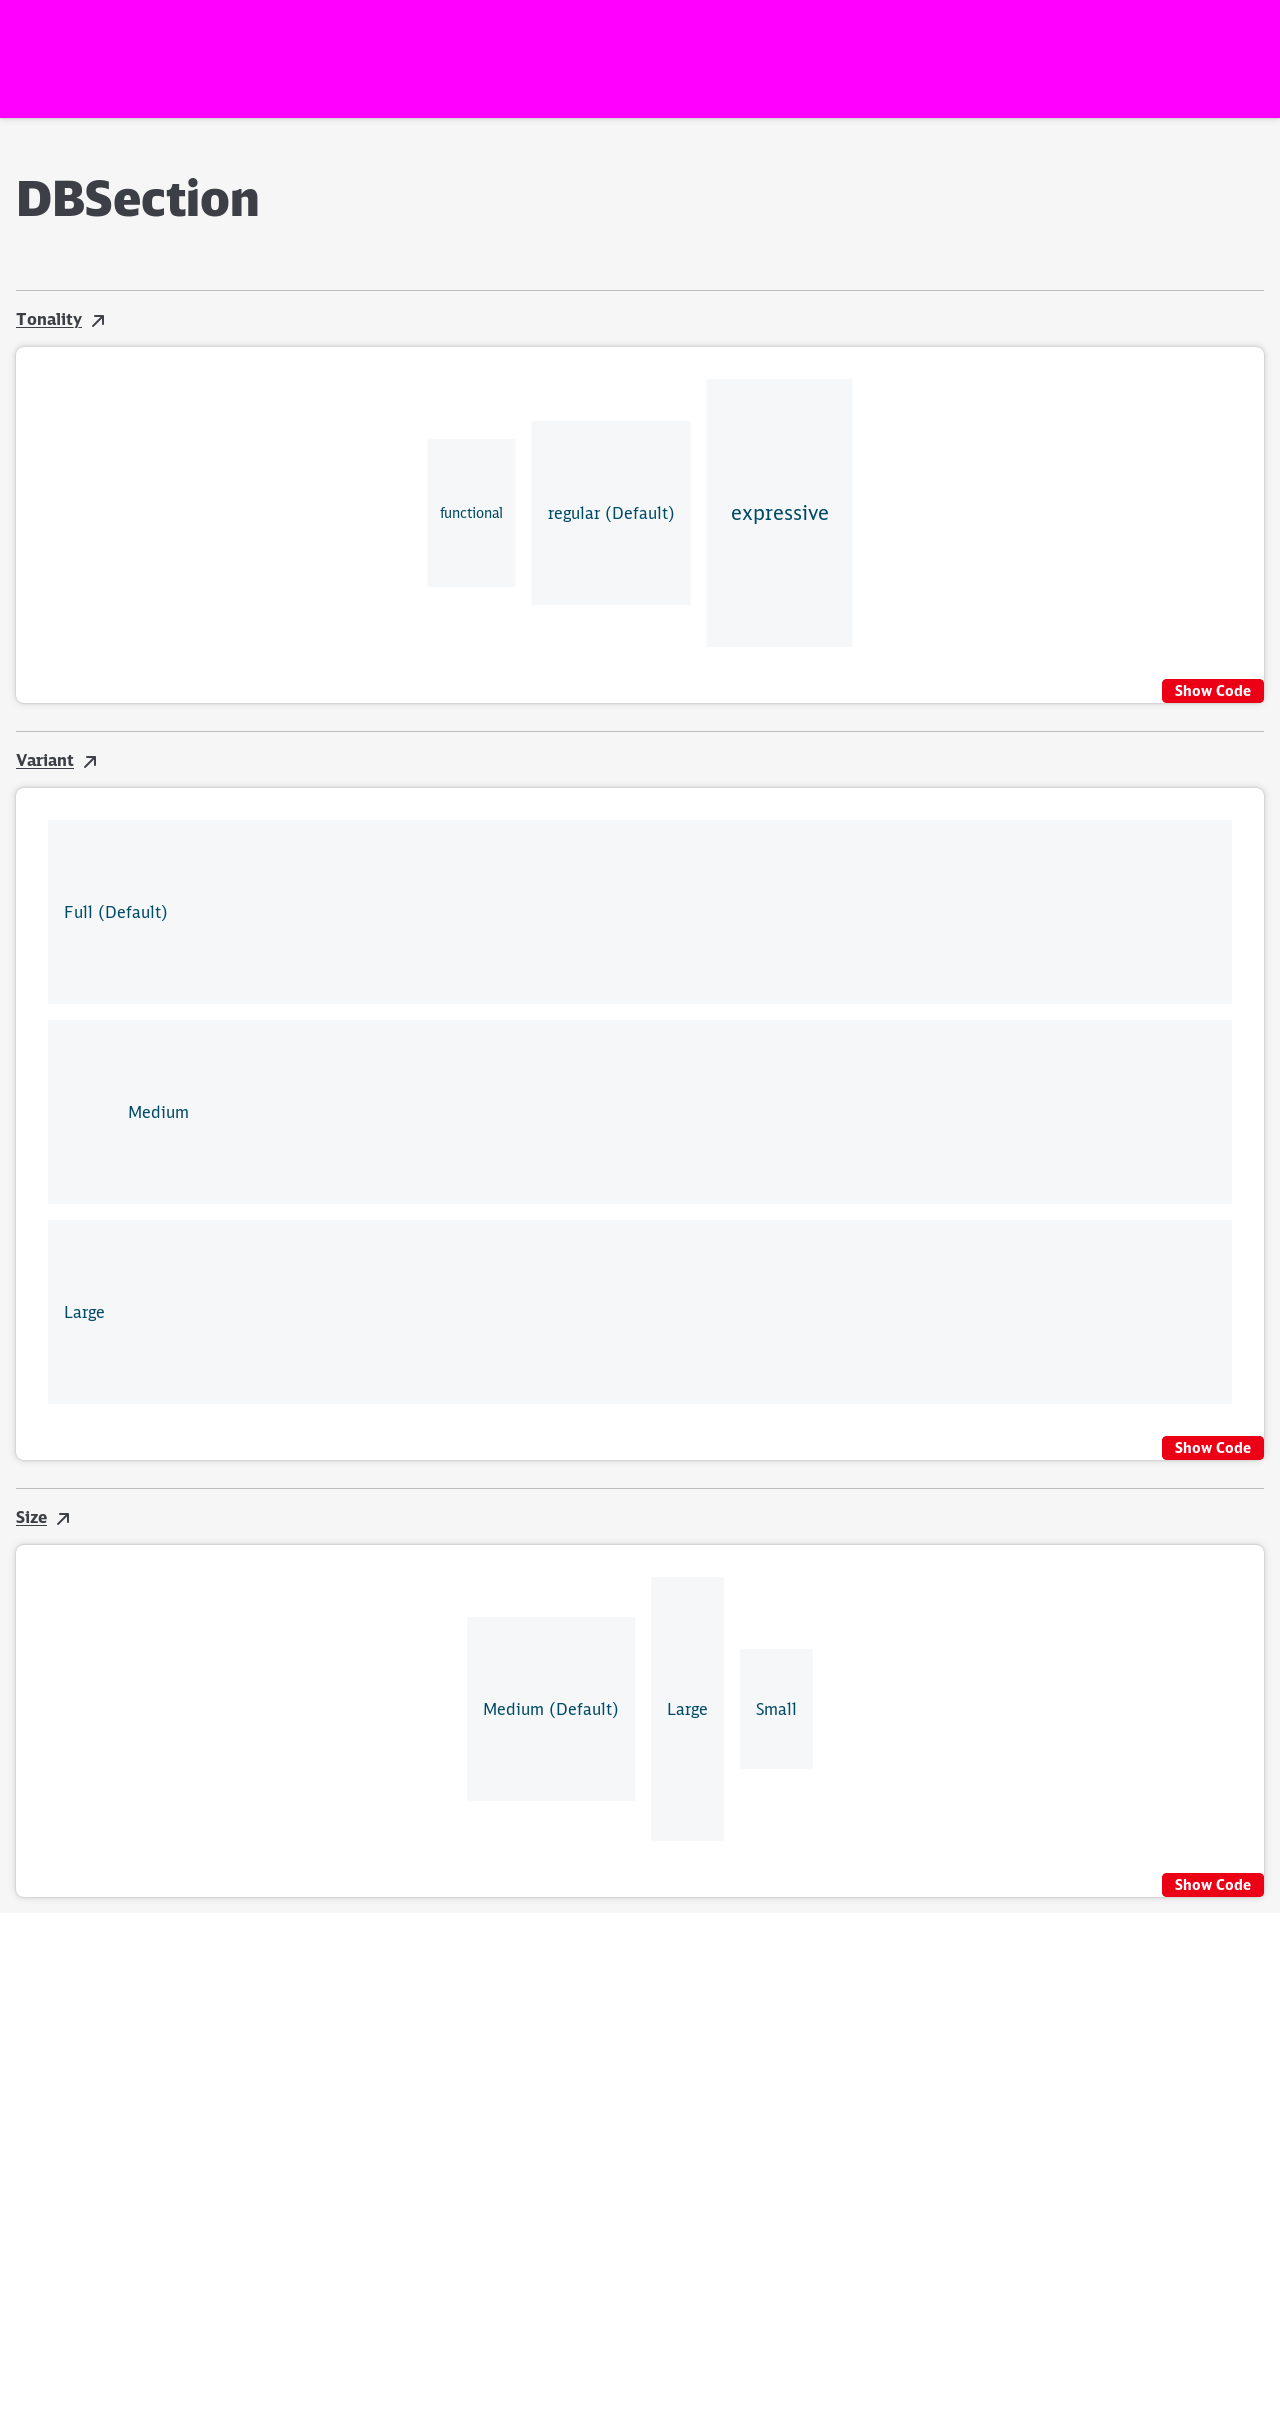 DBSection
Tonality
functional
regular (Default)
expressive
Show Code
Variant
Full (Default)
Medium
Large
Show Code
Size
Medium (Default)
Large
Small
Show Code